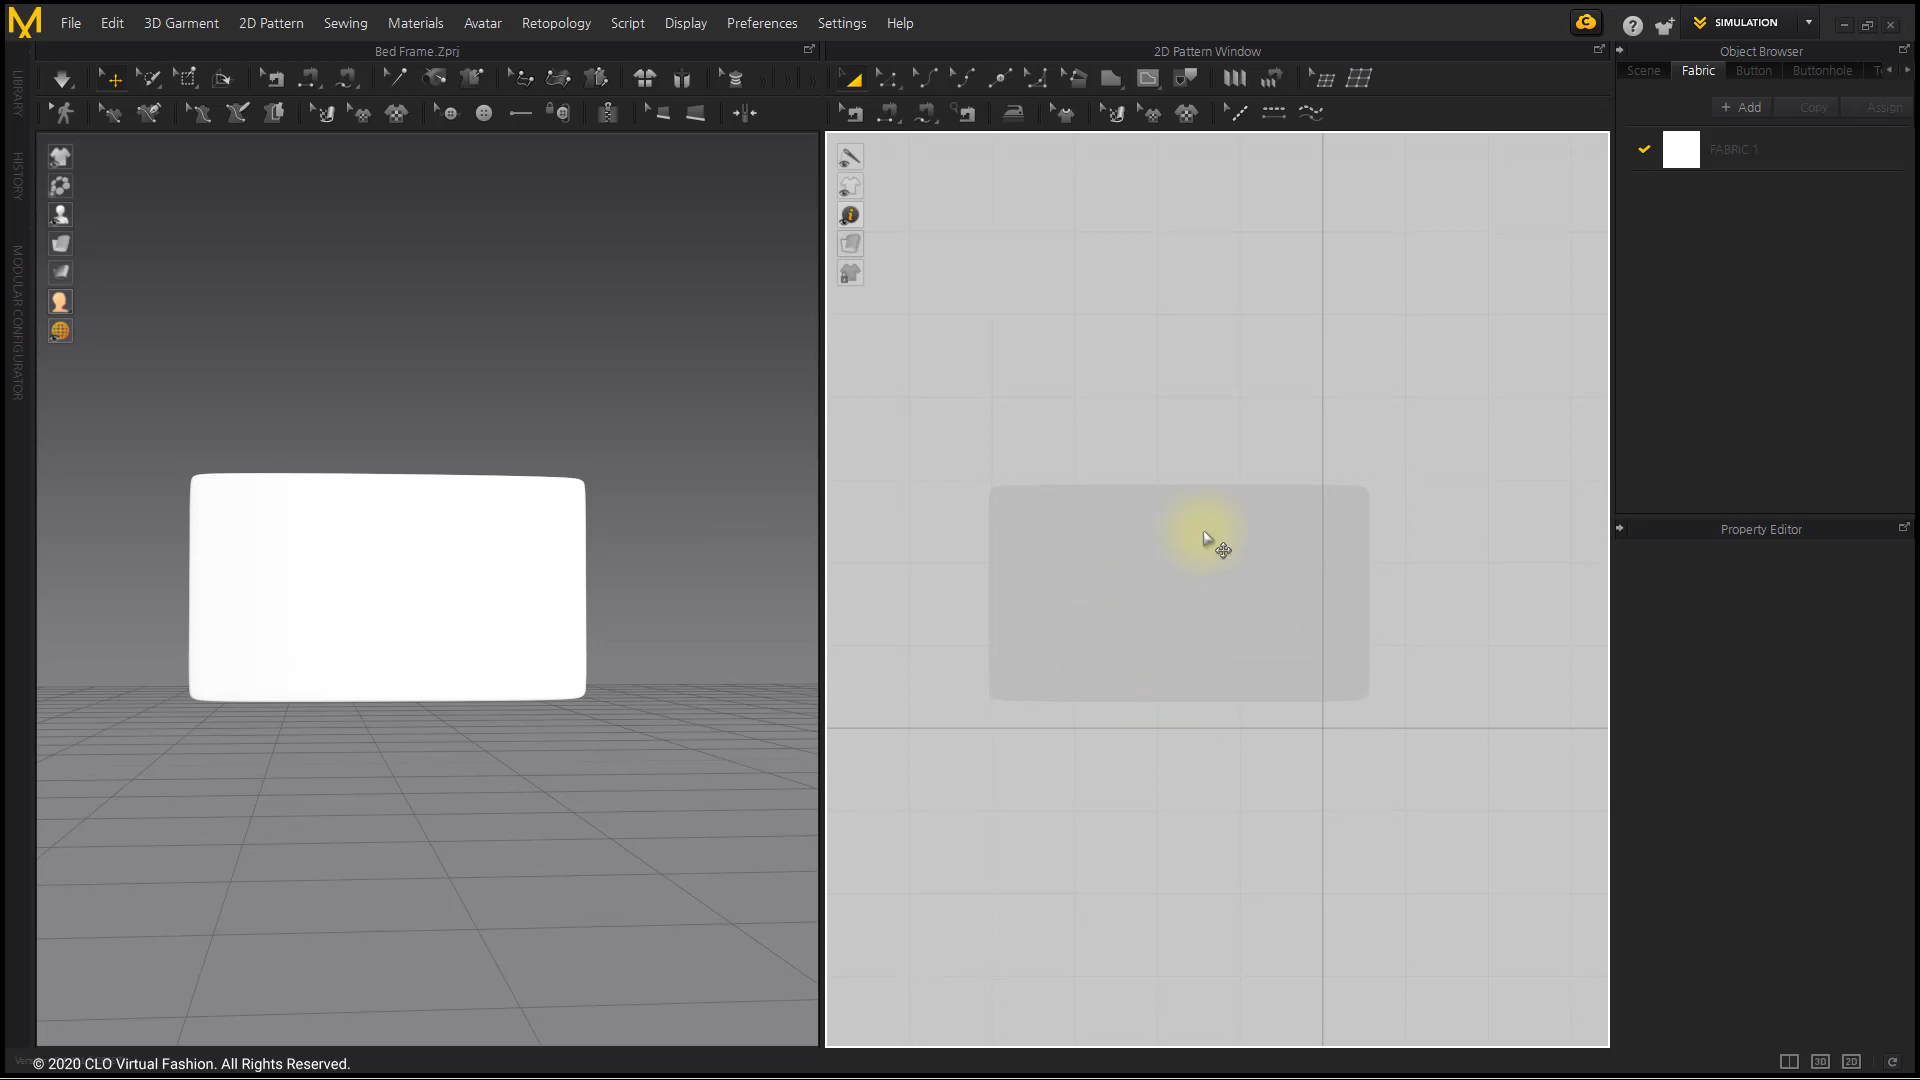 File Edit 3D Garment 2D Pattern Sewing Materials Avatar Retopology Script Display Preferences Settings Help
SIMULATION
Bed Frame.Zprj
2D Pattern Window
Object Browser
Scene Fabric Button Buttonhole
+ Add Copy Assign
FABRIC 1
LIBRARY
HISTORY
MODULAR CONFIGURATOR
Property Editor
© 2020 CLO Virtual Fashion. All Rights Reserved.
3D 2D